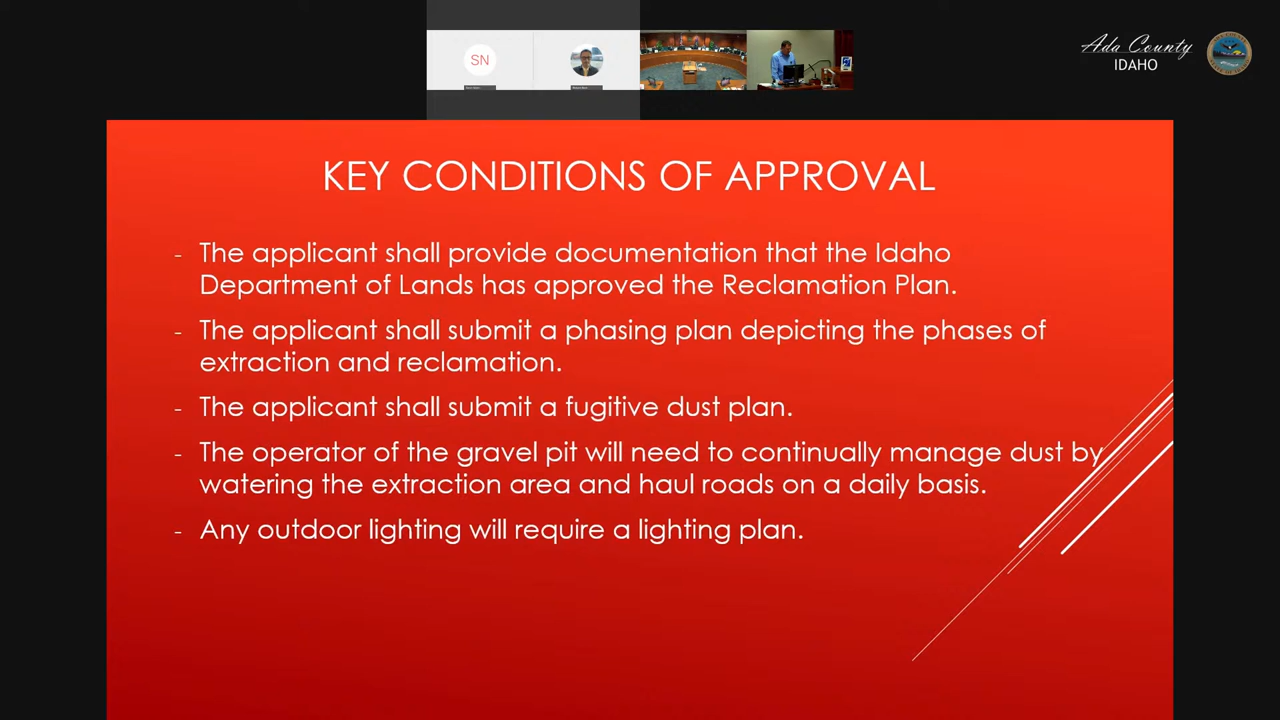 SN
Ada County
IDAHO
KEY CONDITIONS OF APPROVAL
- The applicant shall provide documentation that the Idaho
Department of Lands has approved the Reclamation Plan.
- The applicant shall submit a phasing plan depicting the phases of
extraction and reclamation.
- The applicant shall submit a fugitive dust plan.
- The operator of the gravel pit will need to continually manage dust by
watering the extraction area and haul roads on a daily basis.
- Any outdoor lighting will require a lighting plan.